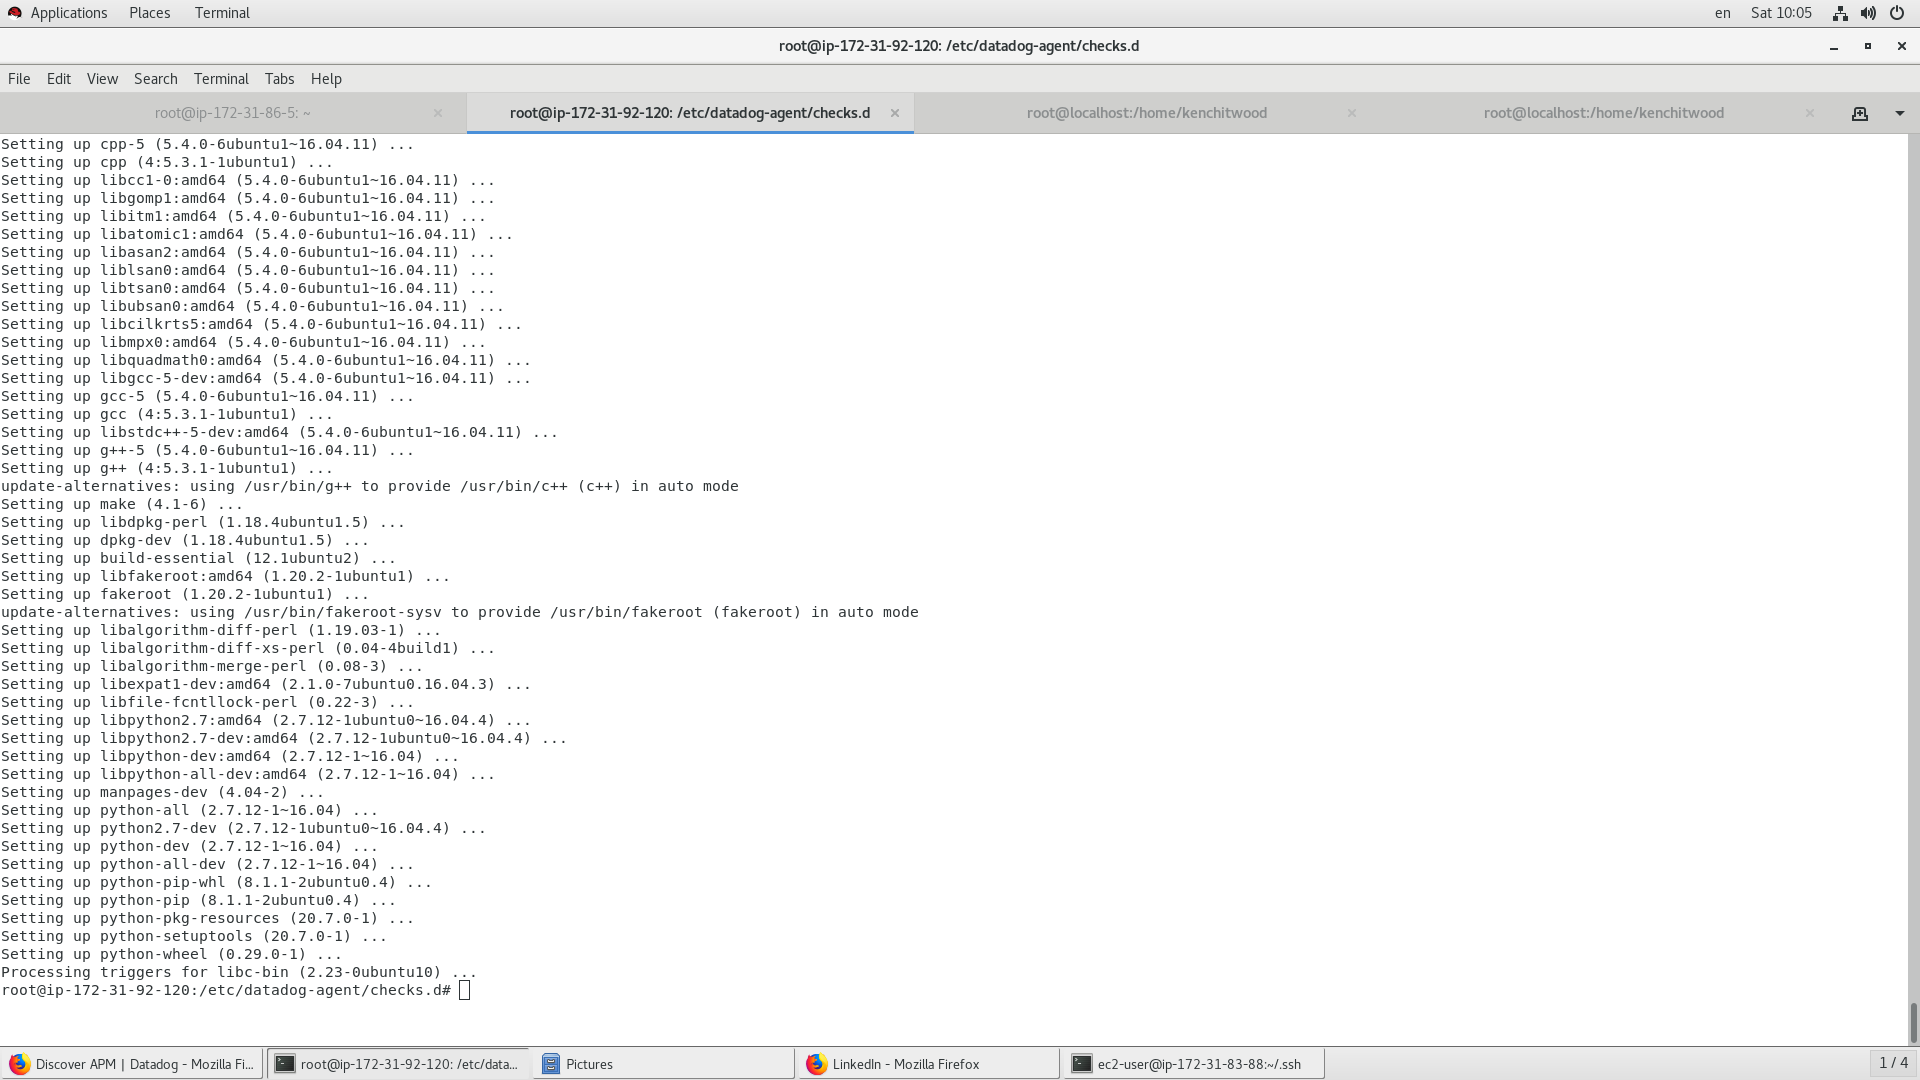 Applications Places Terminal en Sat 10:05
root@ip-172-31-92-120: /etc/datadog-agent/checks.d
File Edit View Search Terminal Tabs Help
root@ip-172-31-86-5: ~ root@ip-172-31-92-120: /etc/datadog-agent/checks.d root@localhost:/home/kenchitwood root@localhost:/home/kenchitwood
Setting up cpp-5 (5.4.0-6ubuntu1~16.04.11) ...
Setting up cpp (4:5.3.1-1ubuntu1) ...
Setting up libcc1-0:amd64 (5.4.0-6ubuntu1~16.04.11) ...
Setting up libgomp1:amd64 (5.4.0-6ubuntu1~16.04.11) ...
Setting up libitm1:amd64 (5.4.0-6ubuntu1~16.04.11) ...
Setting up libatomic1:amd64 (5.4.0-6ubuntu1~16.04.11) ...
Setting up libasan2:amd64 (5.4.0-6ubuntu1~16.04.11) ...
Setting up liblsan0:amd64 (5.4.0-6ubuntu1~16.04.11) ...
Setting up libtsan0:amd64 (5.4.0-6ubuntu1~16.04.11) ...
Setting up libubsan0:amd64 (5.4.0-6ubuntu1~16.04.11) ...
Setting up libcilkrts5:amd64 (5.4.0-6ubuntu1~16.04.11) ...
Setting up libmpx0:amd64 (5.4.0-6ubuntu1~16.04.11) ...
Setting up libquadmath0:amd64 (5.4.0-6ubuntu1~16.04.11) ...
Setting up libgcc-5-dev:amd64 (5.4.0-6ubuntu1~16.04.11) ...
Setting up gcc-5 (5.4.0-6ubuntu1~16.04.11) ...
Setting up gcc (4:5.3.1-1ubuntu1) ...
Setting up libstdc++-5-dev:amd64 (5.4.0-6ubuntu1~16.04.11) ...
Setting up g++-5 (5.4.0-6ubuntu1~16.04.11) ...
Setting up g++ (4:5.3.1-1ubuntu1) ...
update-alternatives: using /usr/bin/g++ to provide /usr/bin/c++ (c++) in auto mode
Setting up make (4.1-6) ...
Setting up libdpkg-perl (1.18.4ubuntu1.5) ...
Setting up dpkg-dev (1.18.4ubuntu1.5) ...
Setting up build-essential (12.1ubuntu2) ...
Setting up libfakeroot:amd64 (1.20.2-1ubuntu1) ...
Setting up fakeroot (1.20.2-1ubuntu1) ...
update-alternatives: using /usr/bin/fakeroot-sysv to provide /usr/bin/fakeroot (fakeroot) in auto mode
Setting up libalgorithm-diff-perl (1.19.03-1) ...
Setting up libalgorithm-diff-xs-perl (0.04-4build1) ...
Setting up libalgorithm-merge-perl (0.08-3) ...
Setting up libexpat1-dev:amd64 (2.1.0-7ubuntu0.16.04.3) ...
Setting up libfile-fcntllock-perl (0.22-3) ...
Setting up libpython2.7:amd64 (2.7.12-1ubuntu0~16.04.4) ...
Setting up libpython2.7-dev:amd64 (2.7.12-1ubuntu0~16.04.4) ...
Setting up libpython-dev:amd64 (2.7.12-1~16.04) ...
Setting up libpython-all-dev:amd64 (2.7.12-1~16.04) ...
Setting up manpages-dev (4.04-2) ...
Setting up python-all (2.7.12-1~16.04) ...
Setting up python2.7-dev (2.7.12-1ubuntu0~16.04.4) ...
Setting up python-dev (2.7.12-1~16.04) ...
Setting up python-all-dev (2.7.12-1~16.04) ...
Setting up python-pip-whl (8.1.1-2ubuntu0.4) ...
Setting up python-pip (8.1.1-2ubuntu0.4) ...
Setting up python-pkg-resources (20.7.0-1) ...
Setting up python-setuptools (20.7.0-1) ...
Setting up python-wheel (0.29.0-1) ...
Processing triggers for libc-bin (2.23-0ubuntu10) ...
root@ip-172-31-92-120:/etc/datadog-agent/checks.d#
Discover APM | Datadog - Mozilla Fi... root@ip-172-31-92-120: /etc/data... Pictures LinkedIn - Mozilla Firefox ec2-user@ip-172-31-83-88:~/.ssh 1 / 4